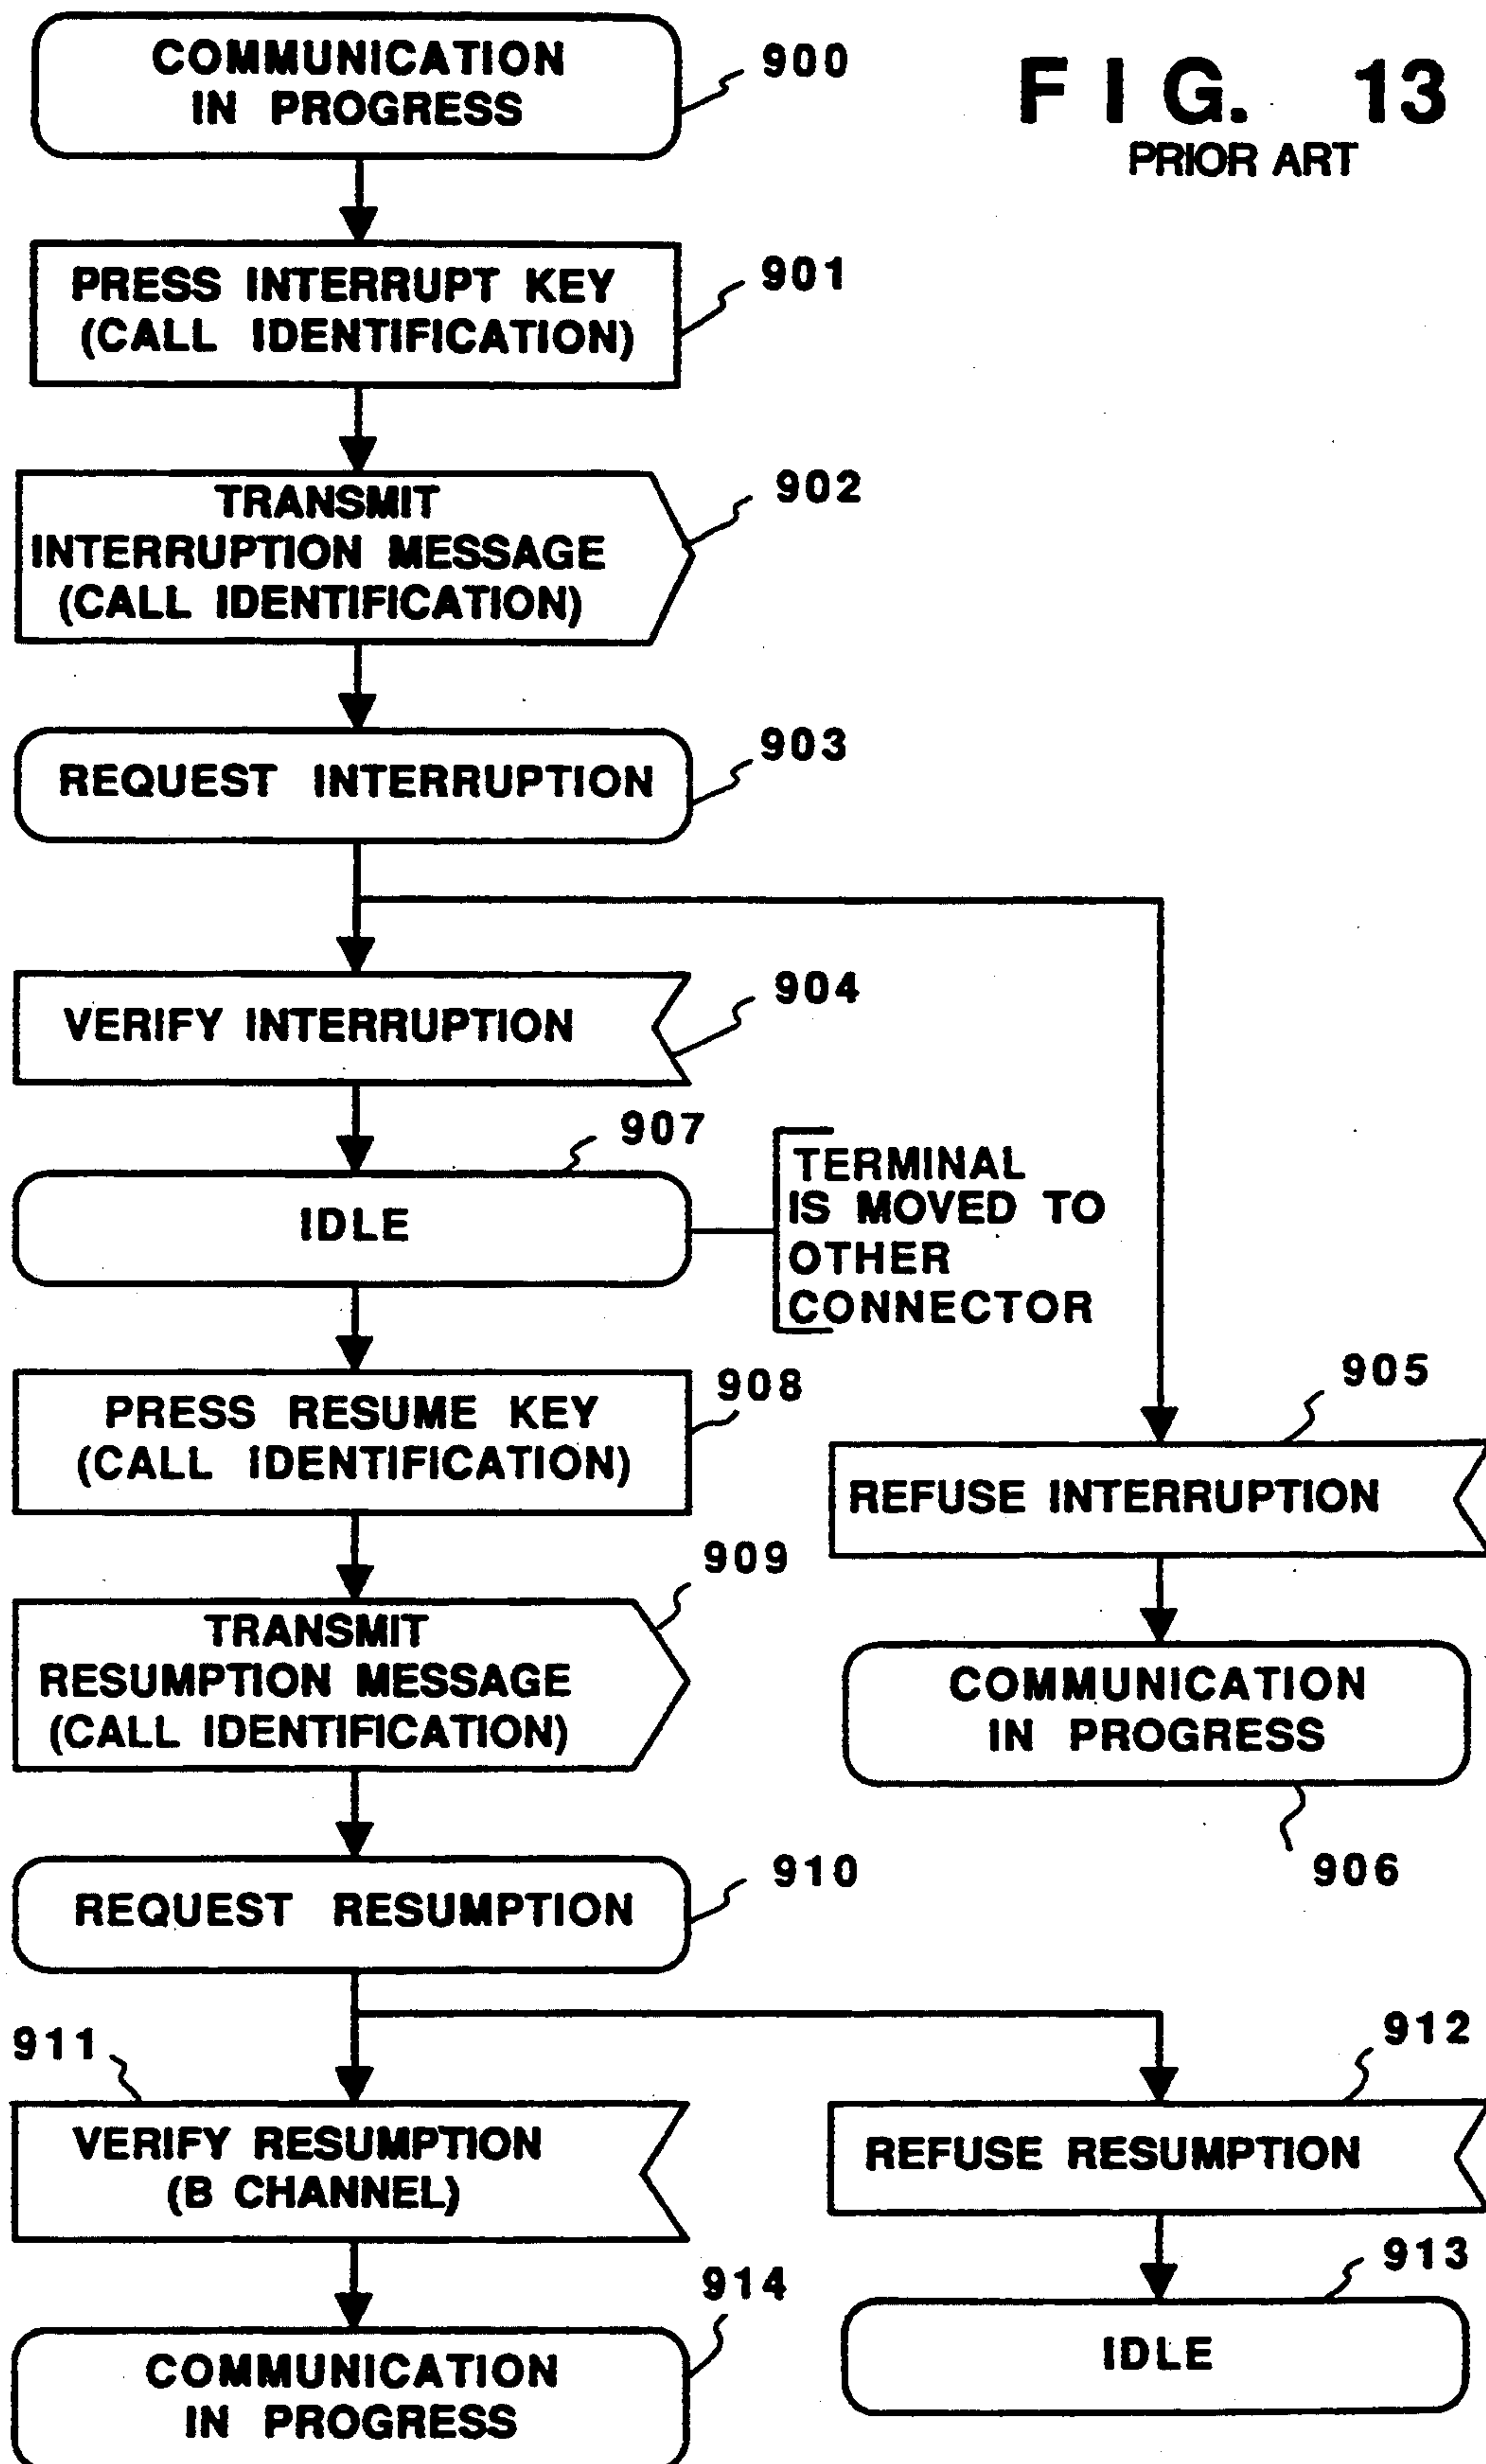 FIG. 13
PRIOR ART
COMMUNICATION
IN PROGRESS
900
PRESS INTERRUPT KEY
(CALL IDENTIFICATION)
901
TRANSMIT
INTERRUPTION MESSAGE
(CALL IDENTIFICATION)
902
REQUEST INTERRUPTION
903
VERIFY INTERRUPTION
904
IDLE
907
TERMINAL
IS MOVED TO
OTHER
CONNECTOR
PRESS RESUME KEY
(CALL IDENTIFICATION)
908
905
REFUSE INTERRUPTION
TRANSMIT
RESUMPTION MESSAGE
(CALL IDENTIFICATION)
909
COMMUNICATION
IN PROGRESS
906
REQUEST RESUMPTION
910
911
VERIFY RESUMPTION
(B CHANNEL)
912
REFUSE RESUMPTION
914
COMMUNICATION
IN PROGRESS
913
IDLE